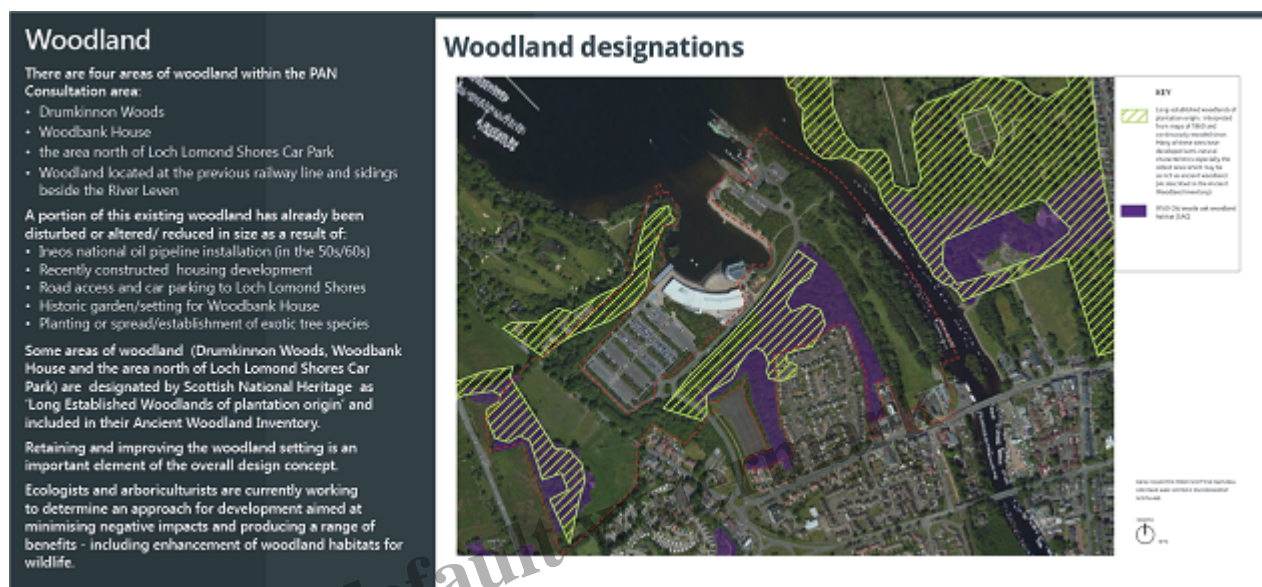 Woodland
There are four areas of woodland within the PAN
Consultation area:
• Drumkinnon Woods
• Woodbank House
• the area north of Loch Lomond Shores Car Park
• Woodland located at the previous railway line and sidings
beside the River Leven
A portion of this existing woodland has already been
disturbed or altered/ reduced in size as a result of:
• Ineos national oil pipeline installation (in the 50s/60s)
• Recently constructed housing development
• Road access and car parking to Loch Lomond Shores
• Historic garden/setting for Woodbank House
• Planting or spread/establishment of exotic tree species
Some areas of woodland (Drumkinnon Woods, Woodbank
House and the area north of Loch Lomond Shores Car
Park) are designated by Scottish National Heritage as
'Long Established Woodlands of plantation origin' and
included in their Ancient Woodland Inventory.
Retaining and improving the woodland setting is an
important element of the overall design concept.
Ecologists and arboriculturists are currently working
to determine an approach for development aimed at
minimising negative impacts and producing a range of
benefits - including enhancement of woodland habitats for
wildlife.
Woodland designations
KEY
Long-established woodlands of
plantation origin
default